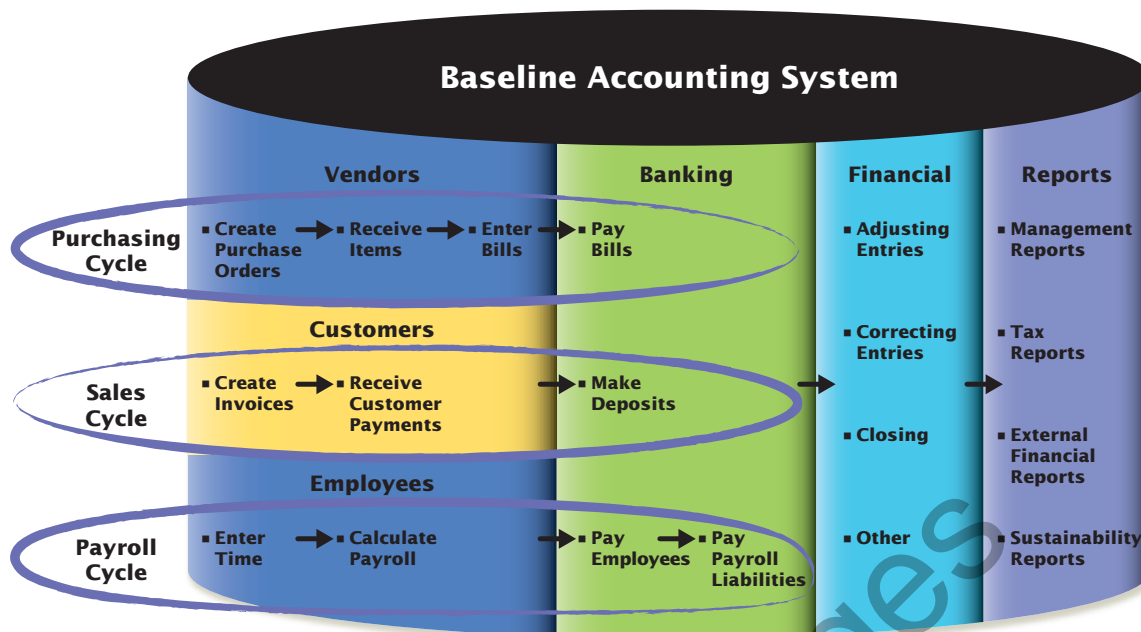 Baseline Accounting System
Vendors
Banking
Financial
Reports
Purchasing
Cycle
▪ Create
Purchase
Orders
▪ Receive
Items
▪ Enter
Bills
▪ Pay
Bills
▪ Adjusting
Entries
▪ Management
Reports
Customers
▪ Correcting
Entries
▪ Tax
Reports
Sales
Cycle
▪ Create
Invoices
▪ Receive
Customer
Payments
▪ Make
Deposits
▪ Closing
▪ External
Financial
Reports
Employees
Payroll
Cycle
▪ Enter
Time
▪ Calculate
Payroll
▪ Pay
Employees
▪ Pay
Payroll
Liabilities
▪ Other
▪ Sustainability
Reports